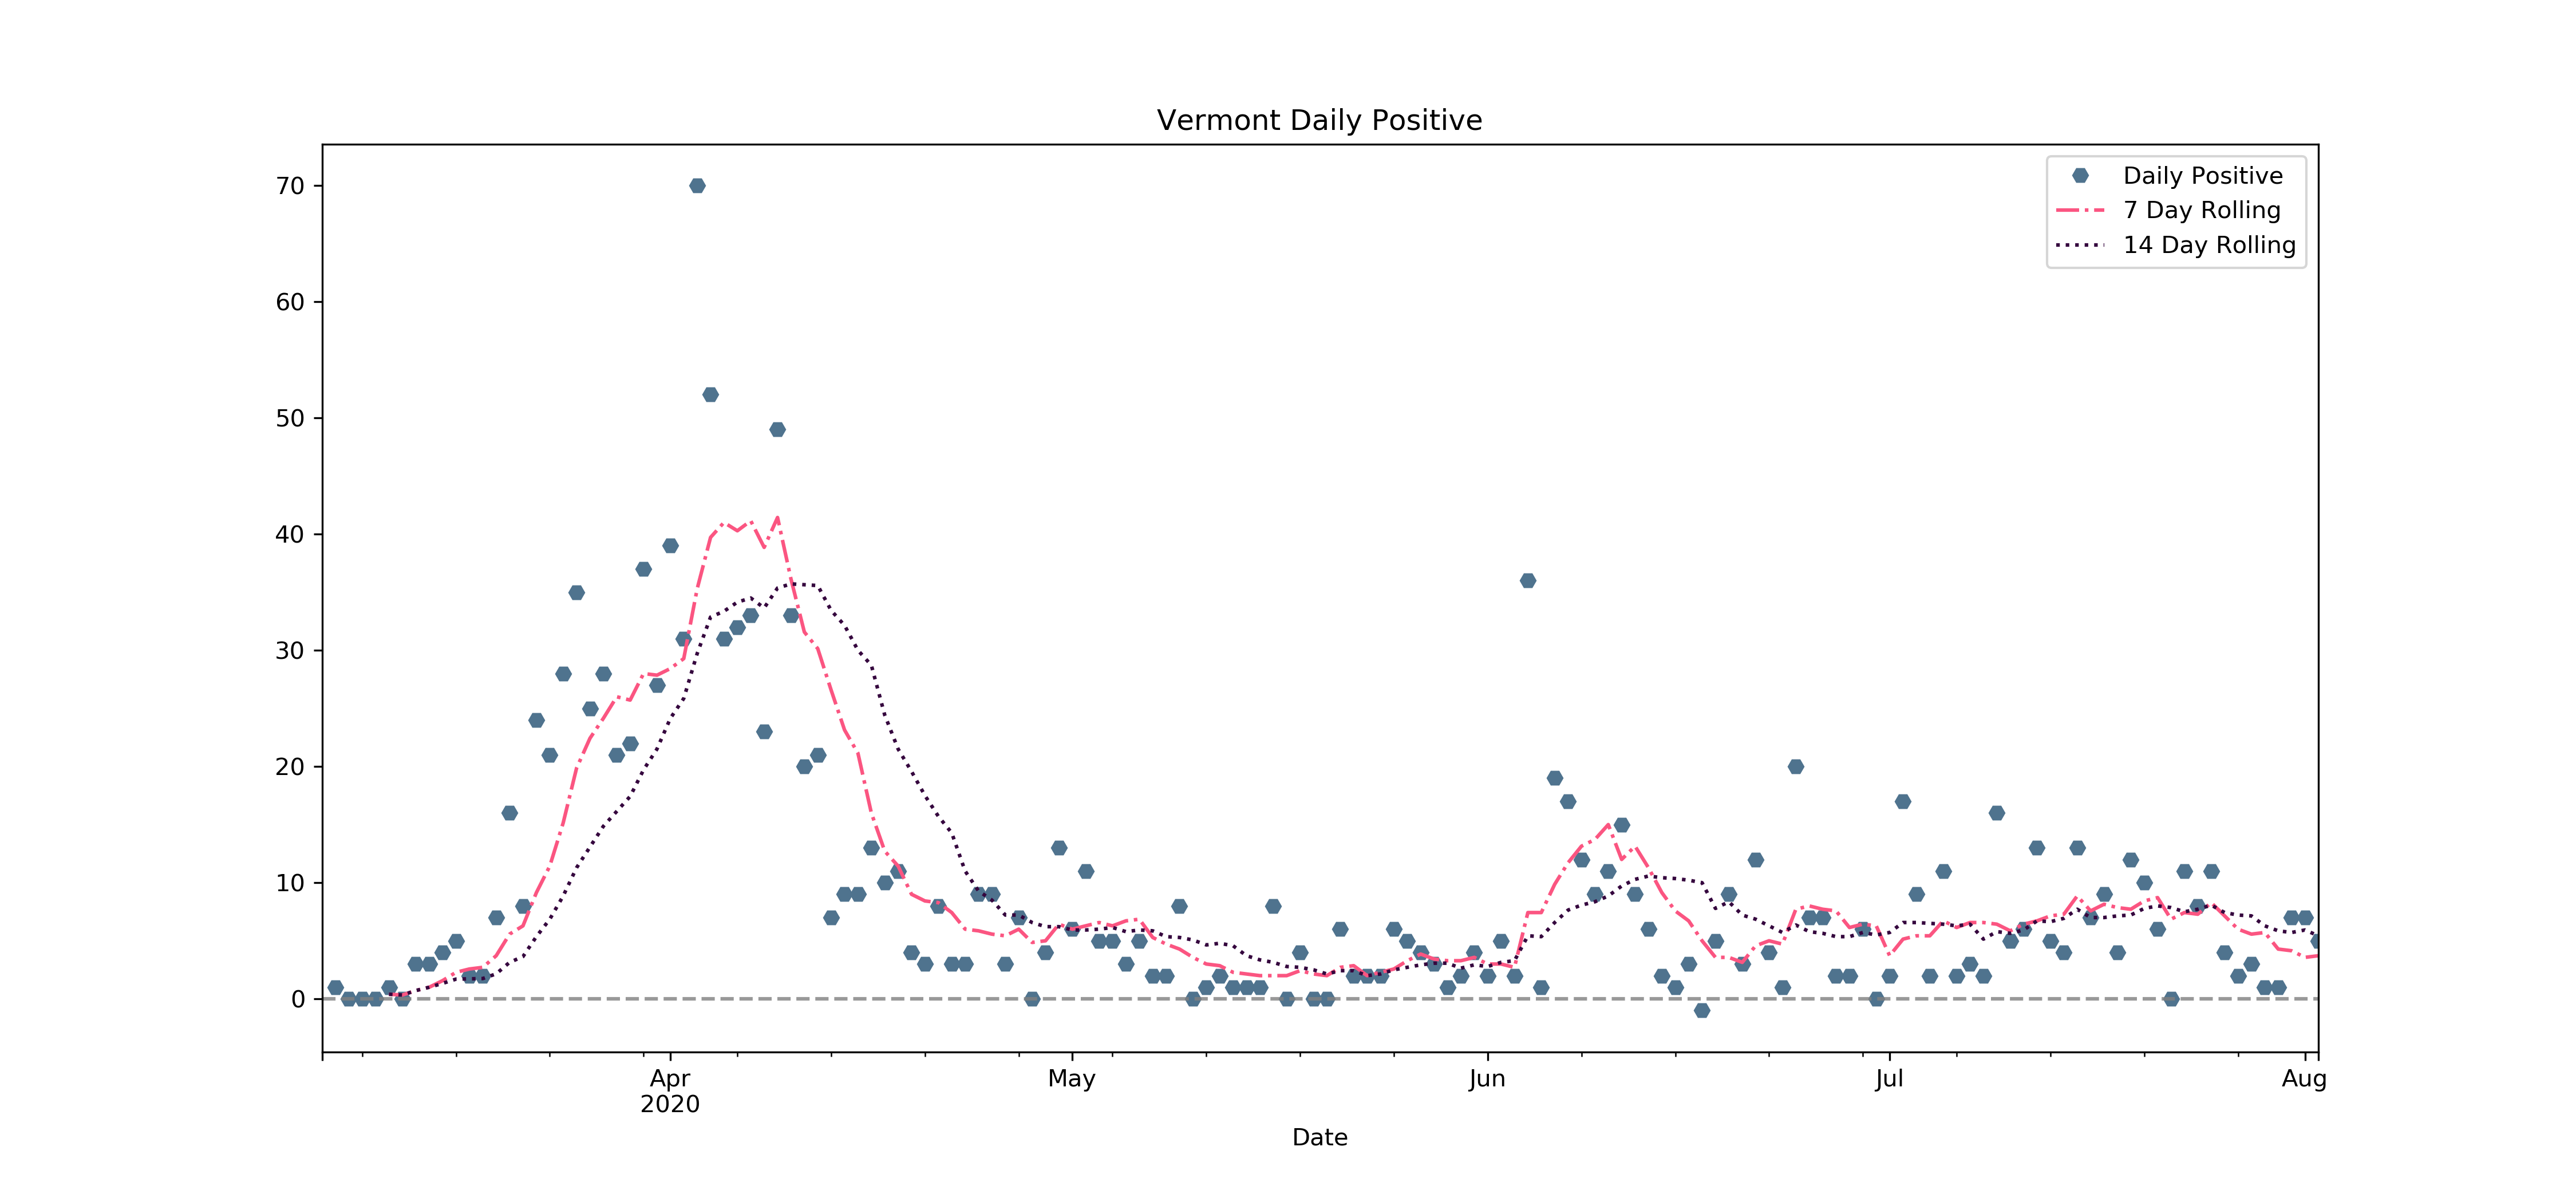 Vermont Daily Positive
70
60
50
40
30
20
10
0
Daily Positive
7 Day Rolling
14 Day Rolling
Apr
2020
May
Jun
Jul
Aug
Date